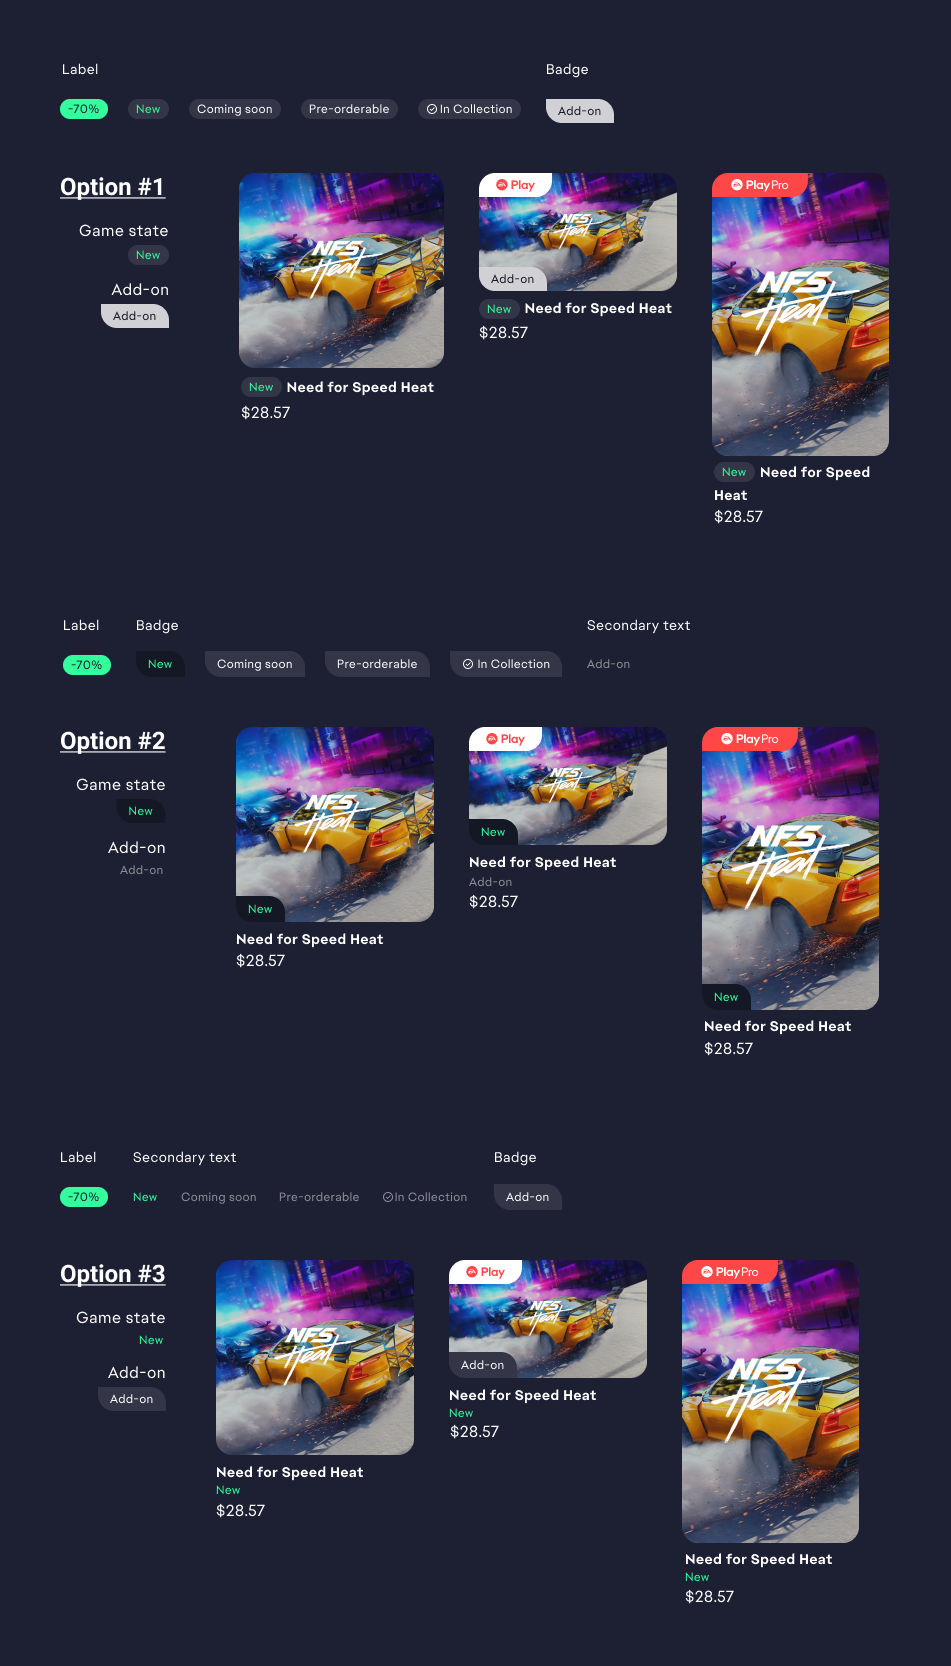 Label
Badge
-70%
New
Coming soon
Pre-orderable
In Collection
Add-on
Option #1
Game state
New
Add-on
Add-on
NFS
Heat
New Need for Speed Heat
$28.57
EA Play
NFS
Heat
Add-on
New Need for Speed Heat
$28.57
EA Play Pro
NFS
Heat
New Need for Speed
Heat
$28.57
Label
Badge
Secondary text
-70%
New
Coming soon
Pre-orderable
In Collection
Add-on
Option #2
Game state
New
Add-on
Add-on
NFS
Heat
New
Need for Speed Heat
$28.57
EA Play
NFS
Heat
New
Need for Speed Heat
Add-on
$28.57
EA Play Pro
NFS
Heat
New
Need for Speed Heat
$28.57
Label
Secondary text
Badge
-70%
New
Coming soon
Pre-orderable
In Collection
Add-on
Option #3
Game state
New
Add-on
Add-on
NFS
Heat
Need for Speed Heat
New
$28.57
EA Play
NFS
Heat
Add-on
Need for Speed Heat
New
$28.57
EA Play Pro
NFS
Heat
Need for Speed Heat
New
$28.57